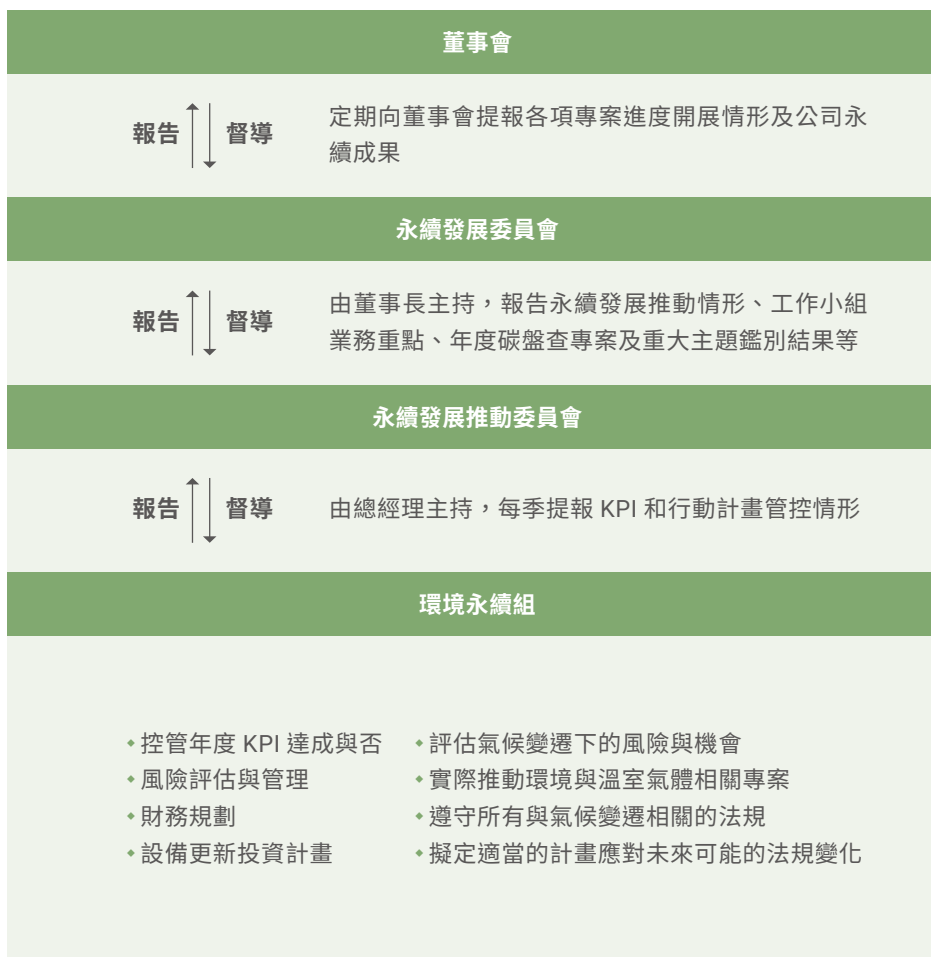 董事會
報告 督導
定期向董事會提報各項專案進度開展情形及公司永
續成果
永續發展委員會
報告 督導
由董事長主持，報告永續發展推動情形、工作小組
業務重點、年度碳盤查專案及重大主題鑑別結果等
永續發展推動委員會
報告 督導
由總經理主持，每季提報 KPI 和行動計畫管控情形
環境永續組
控管年度 KPI 達成與否
風險評估與管理
財務規劃
設備更新投資計畫
評估氣候變遷下的風險與機會
實際推動環境與溫室氣體相關專案
遵守所有與氣候變遷相關的法規
擬定適當的計畫應對未來可能的法規變化